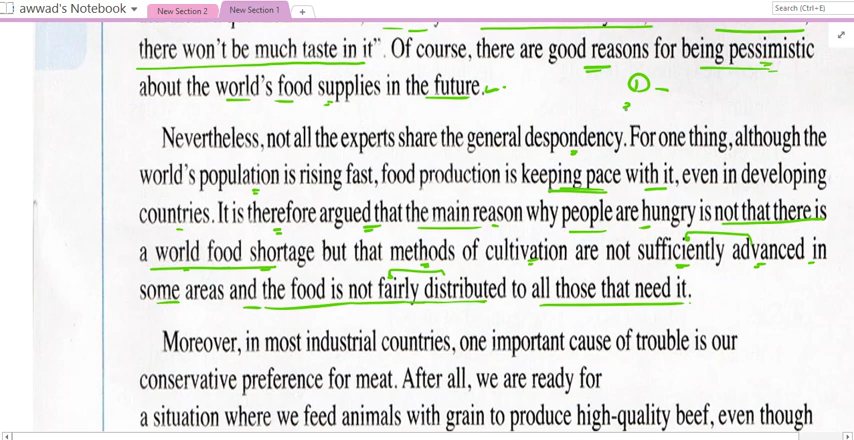 awwad's Notebook
New Section 2
New Section 1
+
Search (Ctrl+E)
there won't be much taste in it”. Of course, there are good reasons for being pessimistic
about the world's food supplies in the future.
①
Nevertheless, not all the experts share the general despondency. For one thing, although the
world's population is rising fast, food production is keeping pace with it, even in developing
countries. It is therefore argued that the main reason why people are hungry is not that there is
a world food shortage but that methods of cultivation are not sufficiently advanced in
some areas and the food is not fairly distributed to all those that need it.
Moreover, in most industrial countries, one important cause of trouble is our
conservative preference for meat. After all, we are ready for
a situation where we feed animals with grain to produce high-quality beef, even though